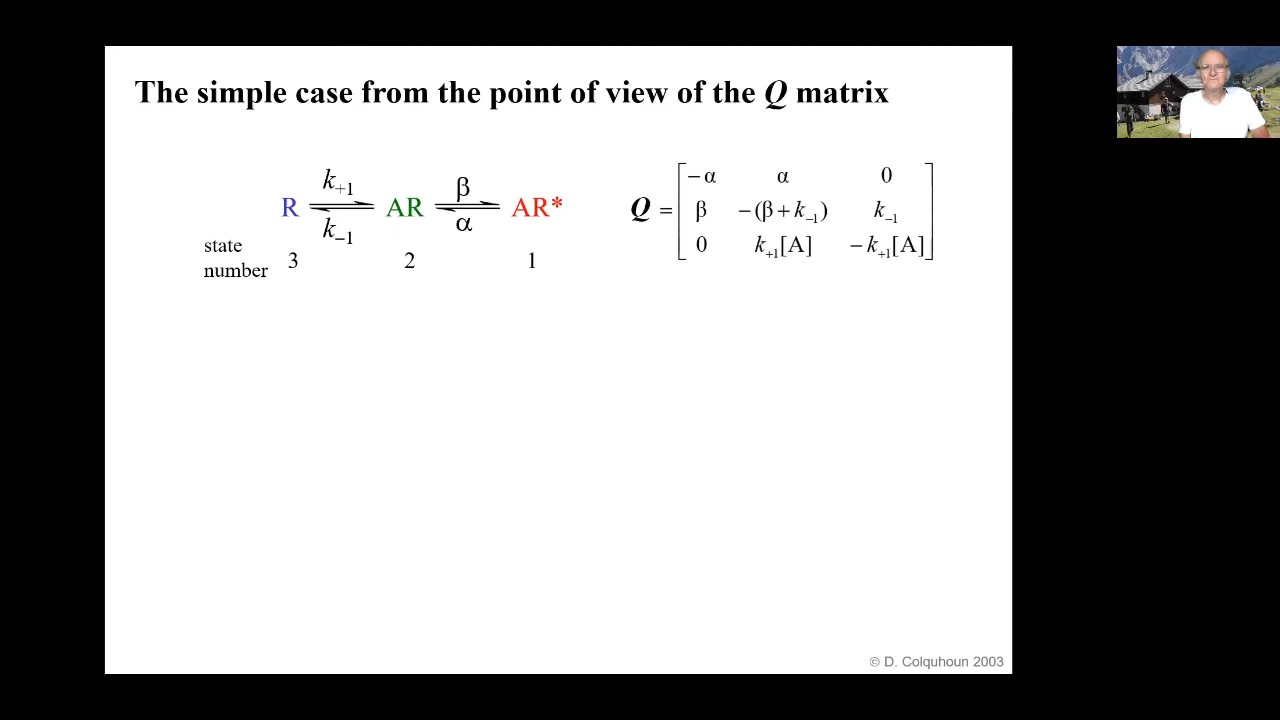 The simple case from the point of view of the Q matrix
k₊₁ β
R AR AR*
k₋₁ α
state number 3 2 1
Q = [ −α α 0
β −(β + k₋₁) k₋₁
0 k₊₁[A] −k₊₁[A] ]
© D. Colquhoun 2003